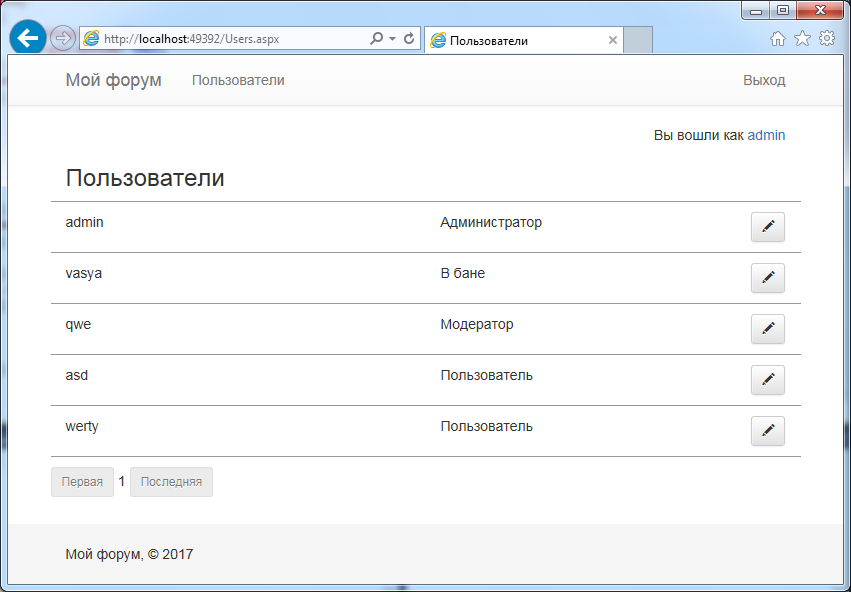 http://localhost:49392/Users.aspx Пользователи
Мой форум Пользователи Выход
Вы вошли как admin
Пользователи
admin Администратор
vasya В бане
qwe Модератор
asd Пользователь
werty Пользователь
Первая 1 Последняя
Мой форум, © 2017